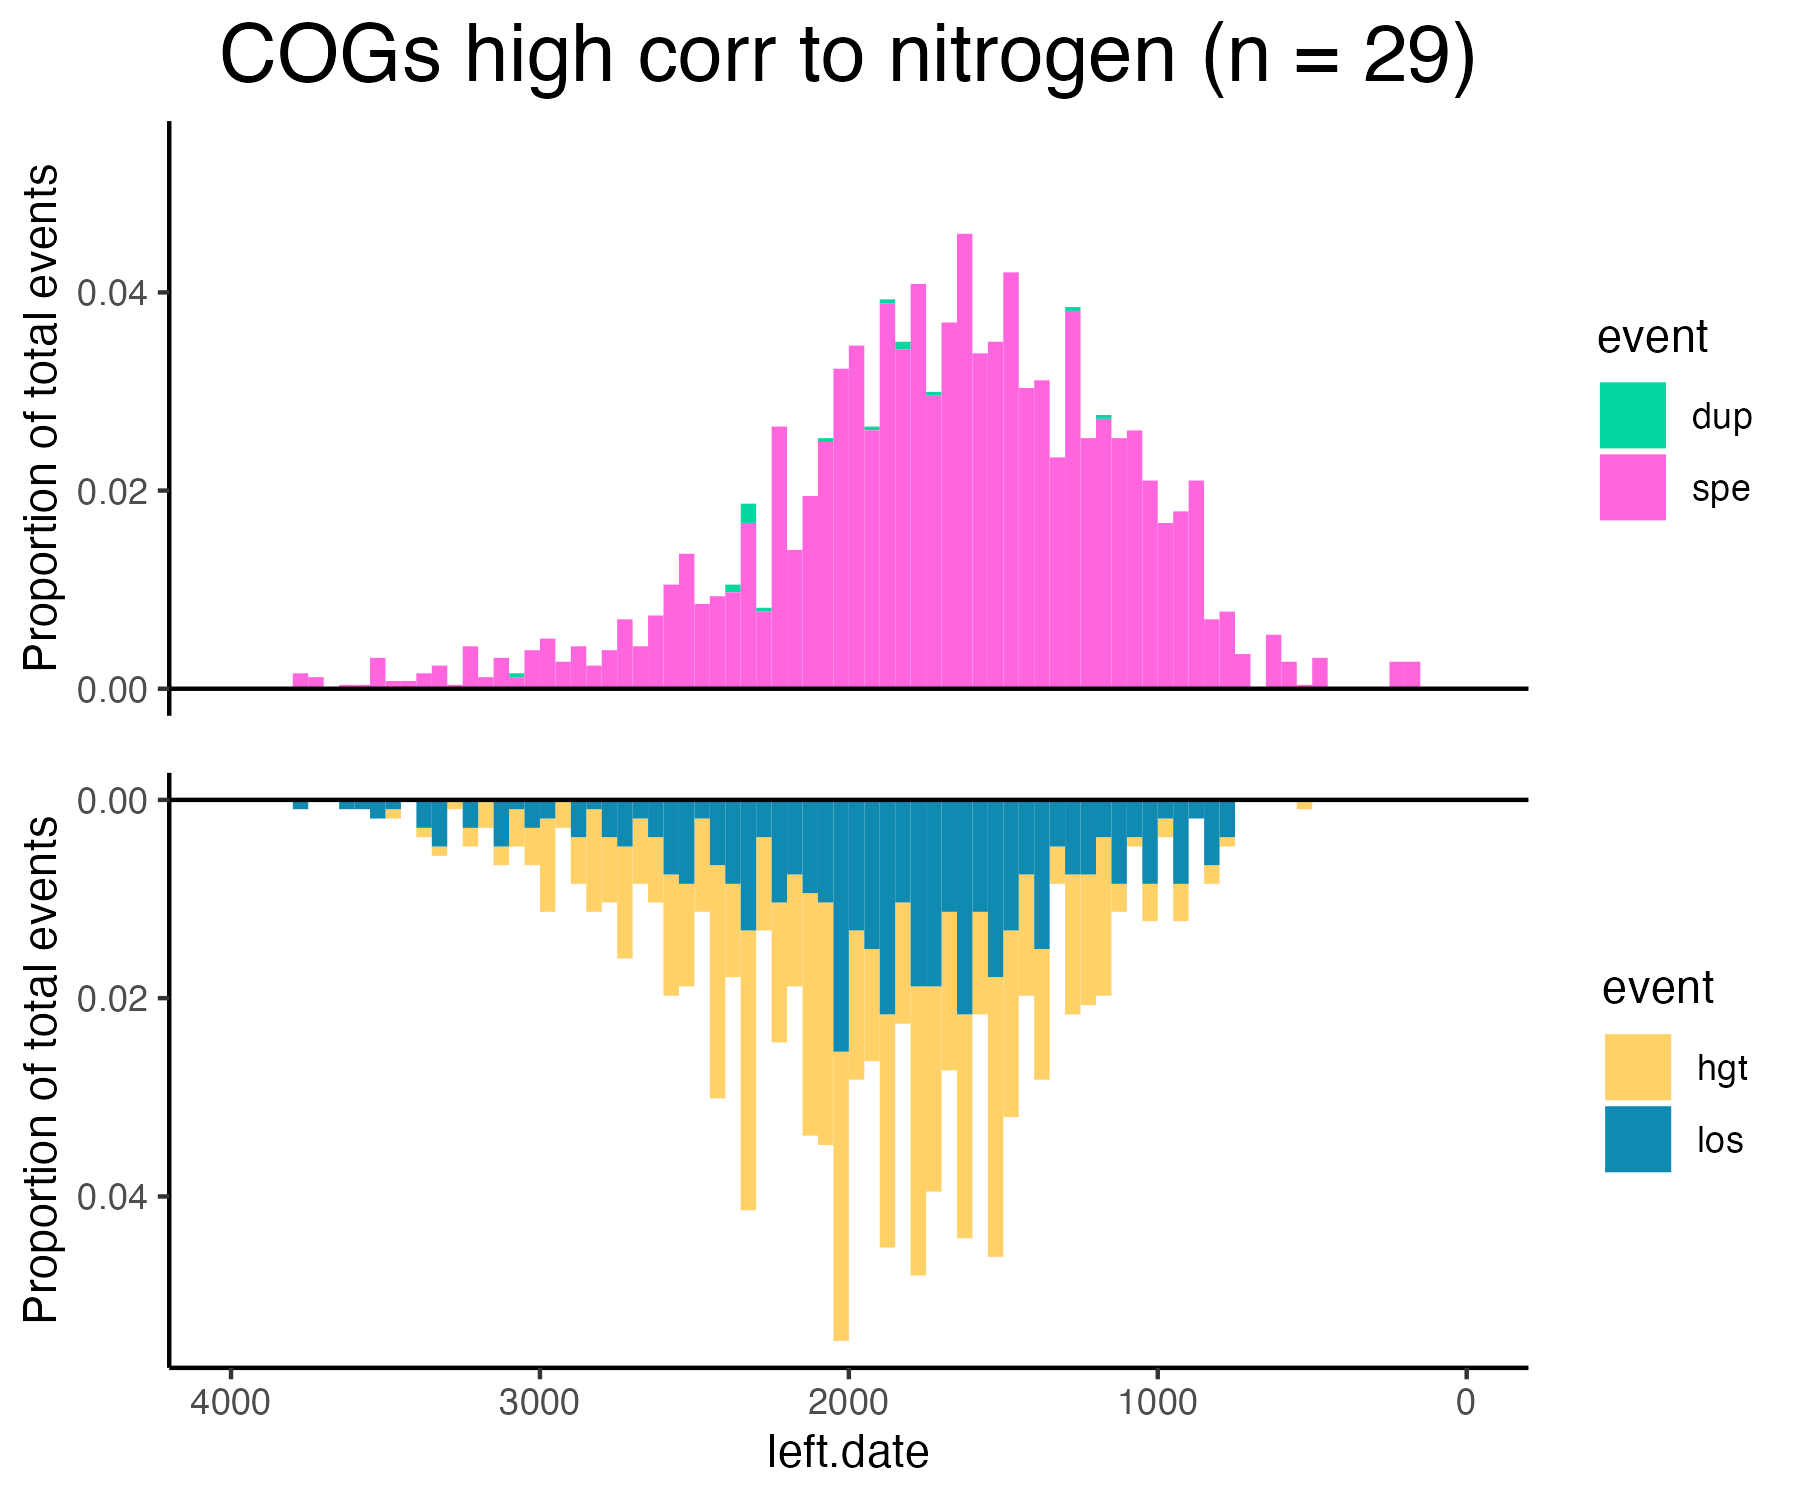 COGs high corr to nitrogen (n = 29)
Proportion of total events
0.04
0.02
0.00
event
dup
spe
Proportion of total events
0.00
0.02
0.04
event
hgt
los
4000 3000 2000 1000 0
left.date